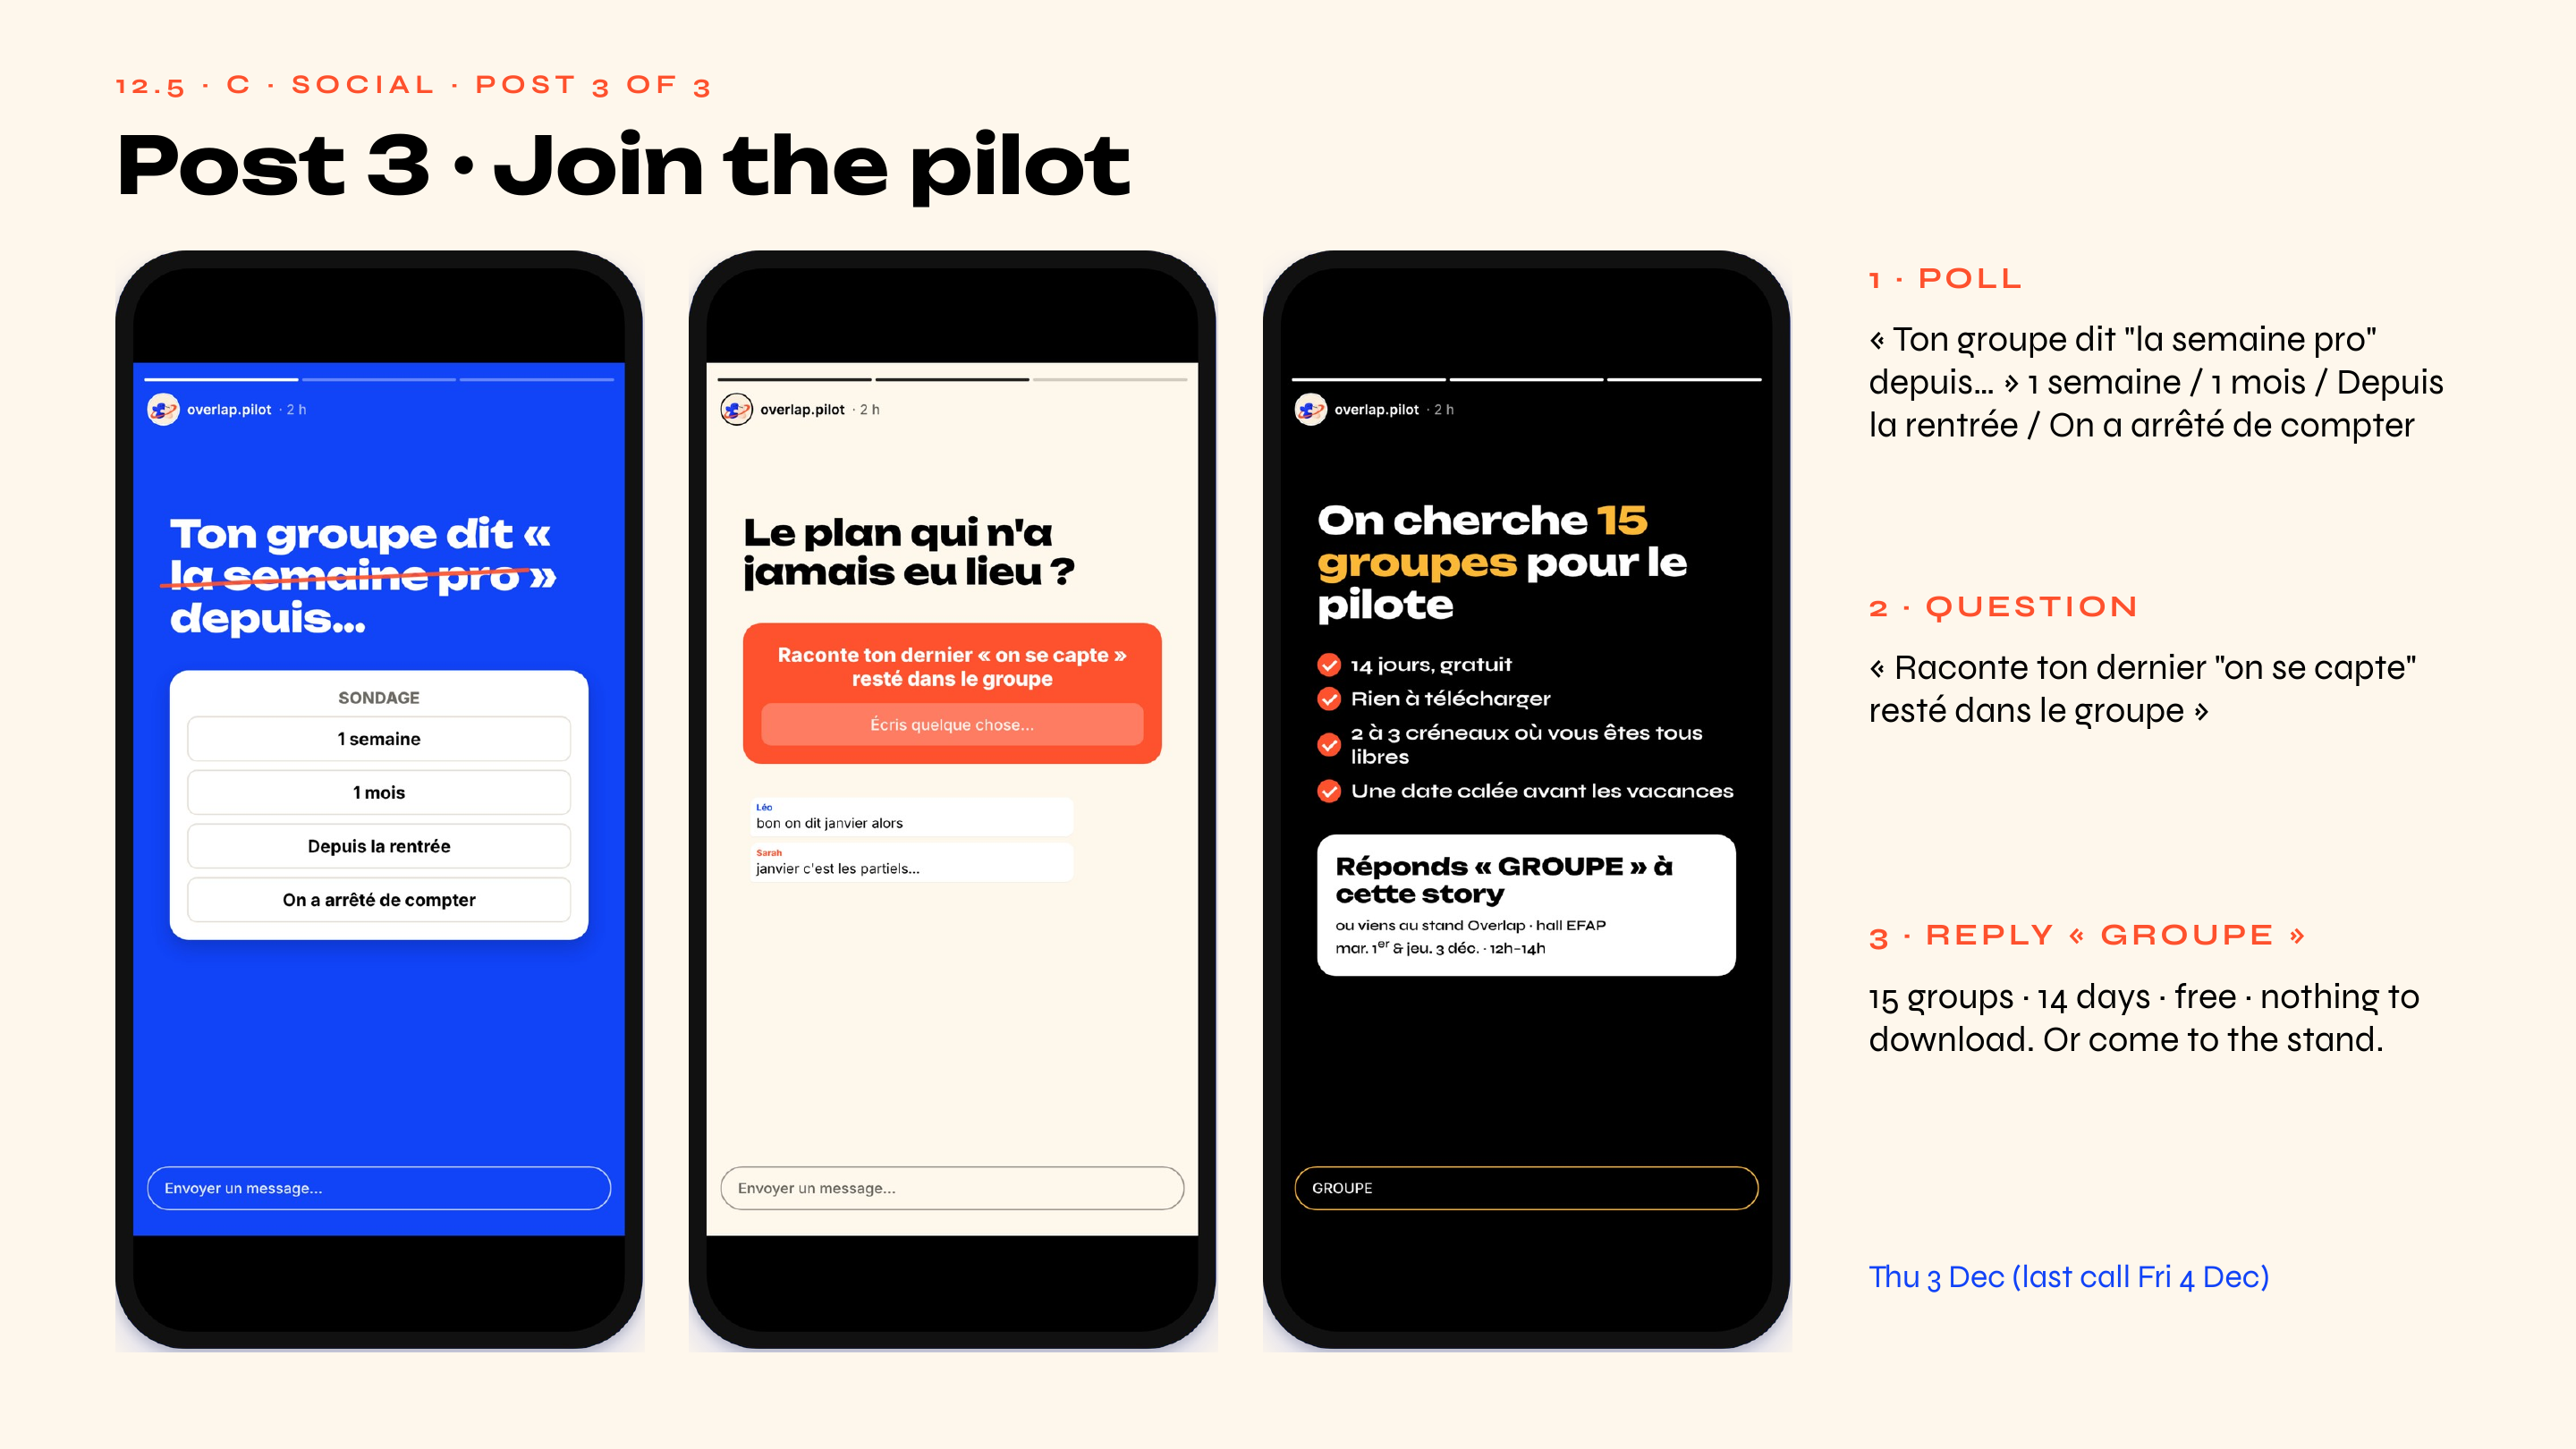 12.5 · C · SOCIAL · POST 3 OF 3
Post 3 · Join the pilot
overlap.pilot · 2 h
Ton groupe dit «
la semaine pro »
depuis...
SONDAGE
1 semaine
1 mois
Depuis la rentrée
On a arrêté de compter
Envoyer un message...
overlap.pilot · 2 h
Le plan qui n'a
jamais eu lieu ?
Raconte ton dernier « on se capte »
resté dans le groupe
Écris quelque chose...
Léo
bon on dit janvier alors
Sarah
janvier c'est les partiels...
Envoyer un message...
overlap.pilot · 2 h
On cherche 15
groupes pour le
pilote
14 jours, gratuit
Rien à télécharger
2 à 3 créneaux où vous êtes tous
libres
Une date calée avant les vacances
Réponds « GROUPE » à
cette story
ou viens au stand Overlap · hall EFAP
mar. 1er & jeu. 3 déc. · 12h–14h
GROUPE
1 · POLL
« Ton groupe dit "la semaine pro"
depuis... » 1 semaine / 1 mois / Depuis
la rentrée / On a arrêté de compter
2 · QUESTION
« Raconte ton dernier "on se capte"
resté dans le groupe »
3 · REPLY « GROUPE »
15 groups · 14 days · free · nothing to
download. Or come to the stand.
Thu 3 Dec (last call Fri 4 Dec)